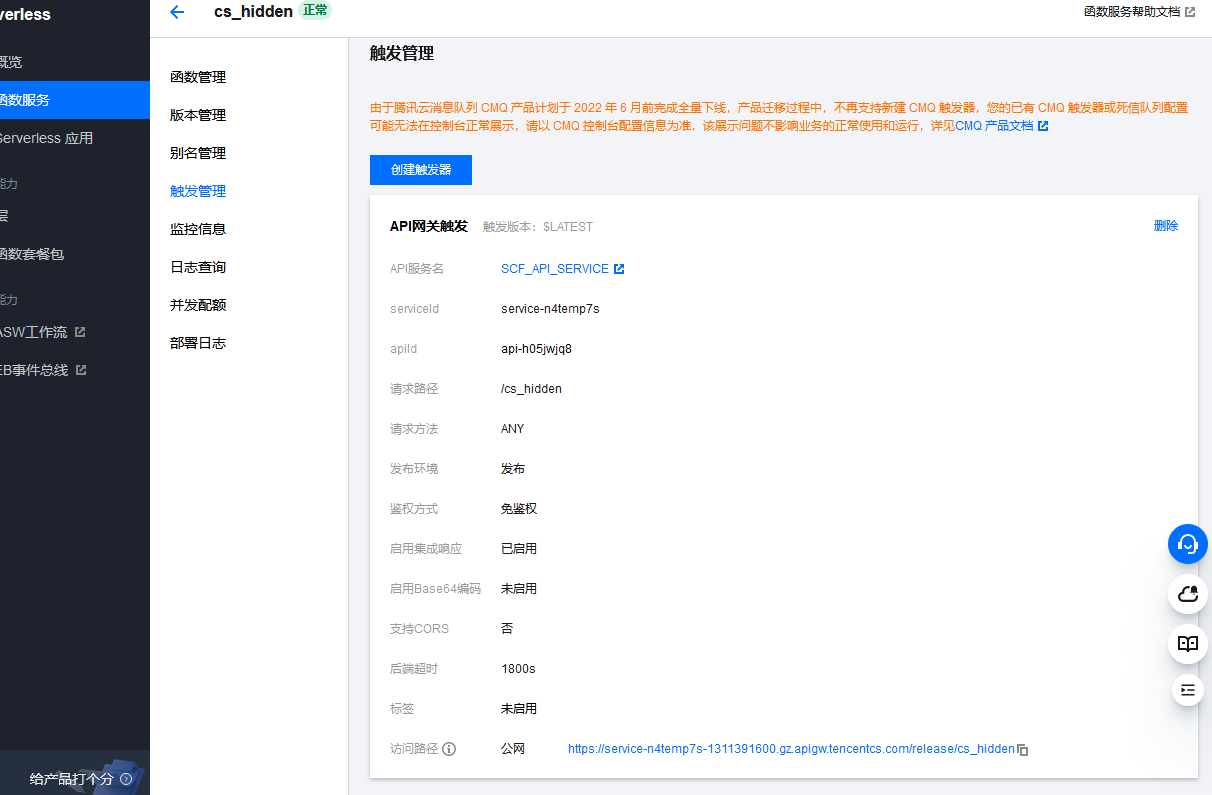 verless
cs_hidden 正常
函数服务帮助文档
概览
函数服务
Serverless 应用
能力
层
函数套餐包
能力
ASW工作流
EB事件总线
给产品打个分
函数管理
版本管理
别名管理
触发管理
监控信息
日志查询
并发配额
部署日志
触发管理
由于腾讯云消息队列 CMQ 产品计划于 2022 年 6 月前完成全量下线，产品迁移过程中，不再支持新建 CMQ 触发器，您的已有 CMQ 触发器或死信队列配置
可能无法在控制台正常展示，请以 CMQ 控制台配置信息为准，该展示问题不影响业务的正常使用和运行，详见CMQ 产品文档
创建触发器
API网关触发 触发版本：$LATEST 删除
API服务名 SCF_API_SERVICE
serviceId service-n4temp7s
apiId api-h05jwjq8
请求路径 /cs_hidden
请求方法 ANY
发布环境 发布
鉴权方式 免鉴权
启用集成响应 已启用
启用Base64编码 未启用
支持CORS 否
后端超时 1800s
标签 未启用
访问路径 公网 https://service-n4temp7s-1311391600.gz.apigw.tencentcs.com/release/cs_hidden